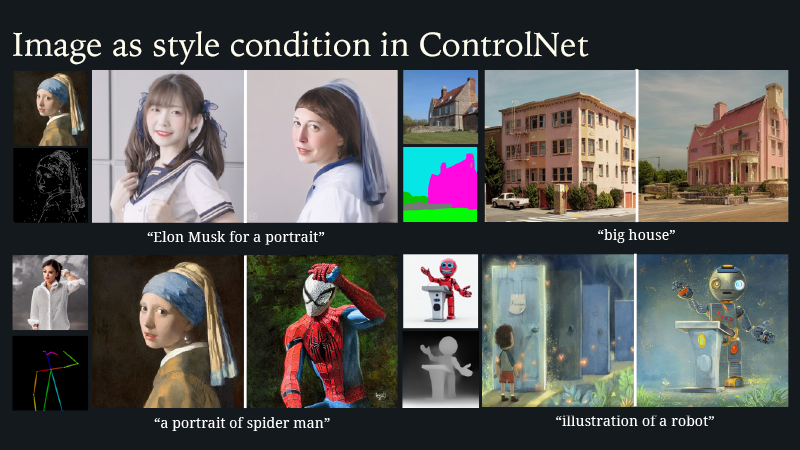 Image as style condition in ControlNet
“Elon Musk for a portrait”
“big house”
“a portrait of spider man”
“illustration of a robot”